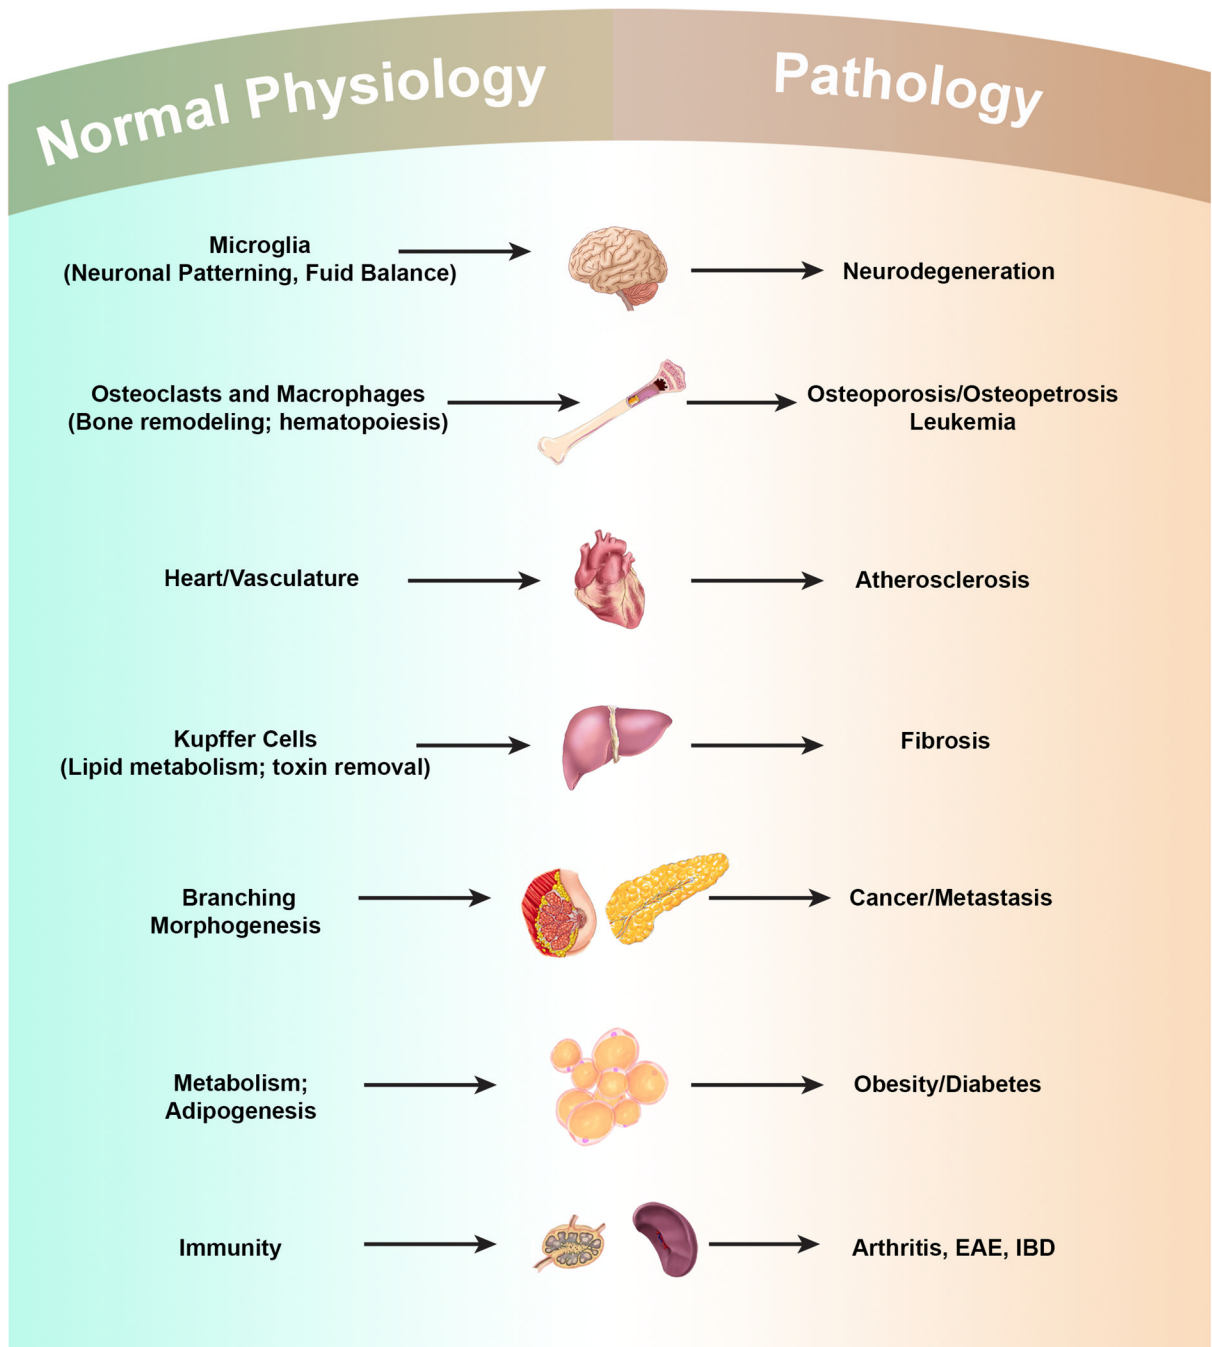 Normal Physiology
Pathology
Microglia
(Neuronal Patterning, Fuid Balance)
Neurodegeneration
Osteoclasts and Macrophages
(Bone remodeling; hematopoiesis)
Osteoporosis/Osteopetrosis
Leukemia
Heart/Vasculature
Atherosclerosis
Kupffer Cells
(Lipid metabolism; toxin removal)
Fibrosis
Branching
Morphogenesis
Cancer/Metastasis
Metabolism;
Adipogenesis
Obesity/Diabetes
Immunity
Arthritis, EAE, IBD